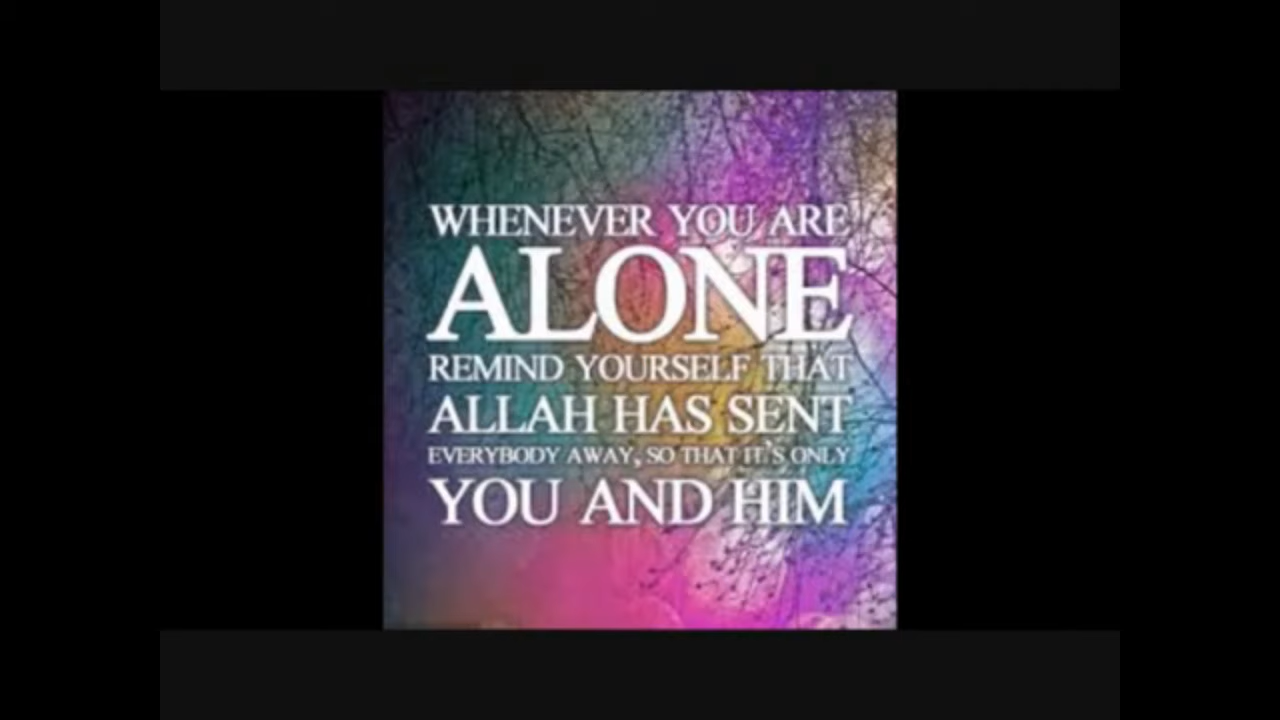 WHENEVER YOU ARE
ALONE
REMIND YOURSELF THAT
ALLAH HAS SENT
EVERYBODY AWAY, SO THAT IT'S ONLY
YOU AND HIM